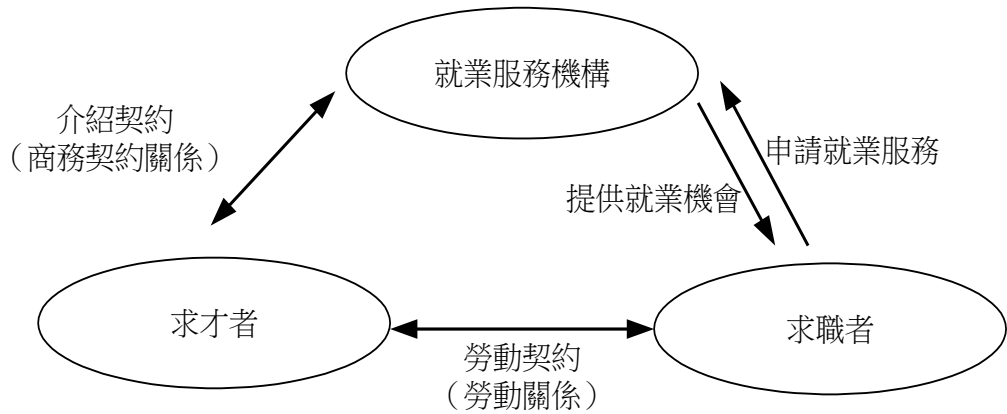 就業服務機構
介紹契約
（商務契約關係）
申請就業服務
提供就業機會
求才者
求職者
勞動契約
（勞動關係）